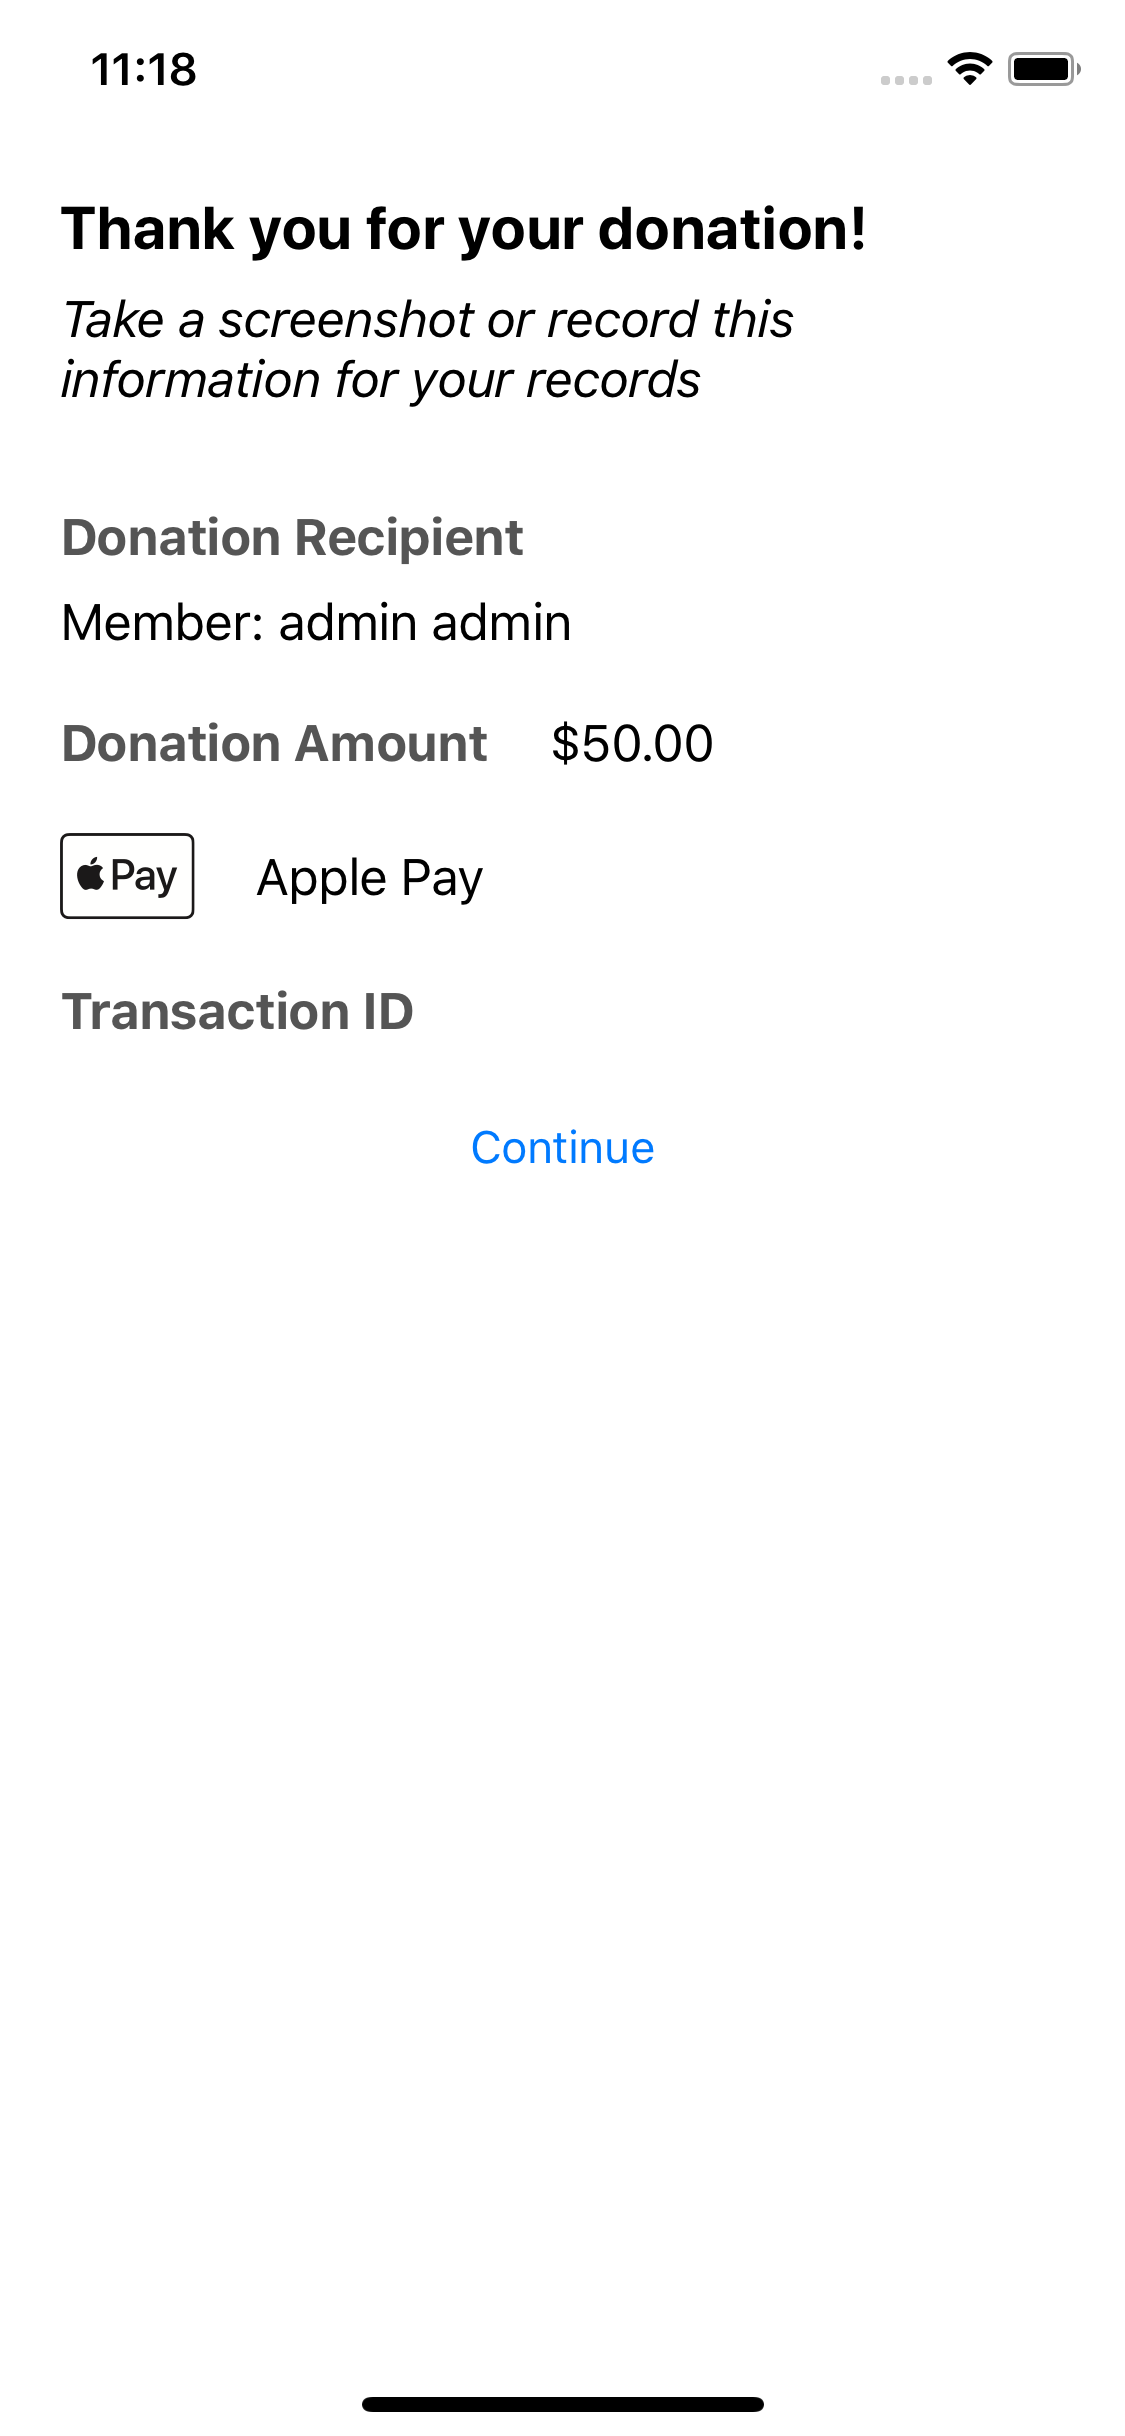 11:18
Thank you for your donation!
Take a screenshot or record this
information for your records
Donation Recipient
Member: admin admin
Donation Amount $50.00
Pay Apple Pay
Transaction ID
Continue